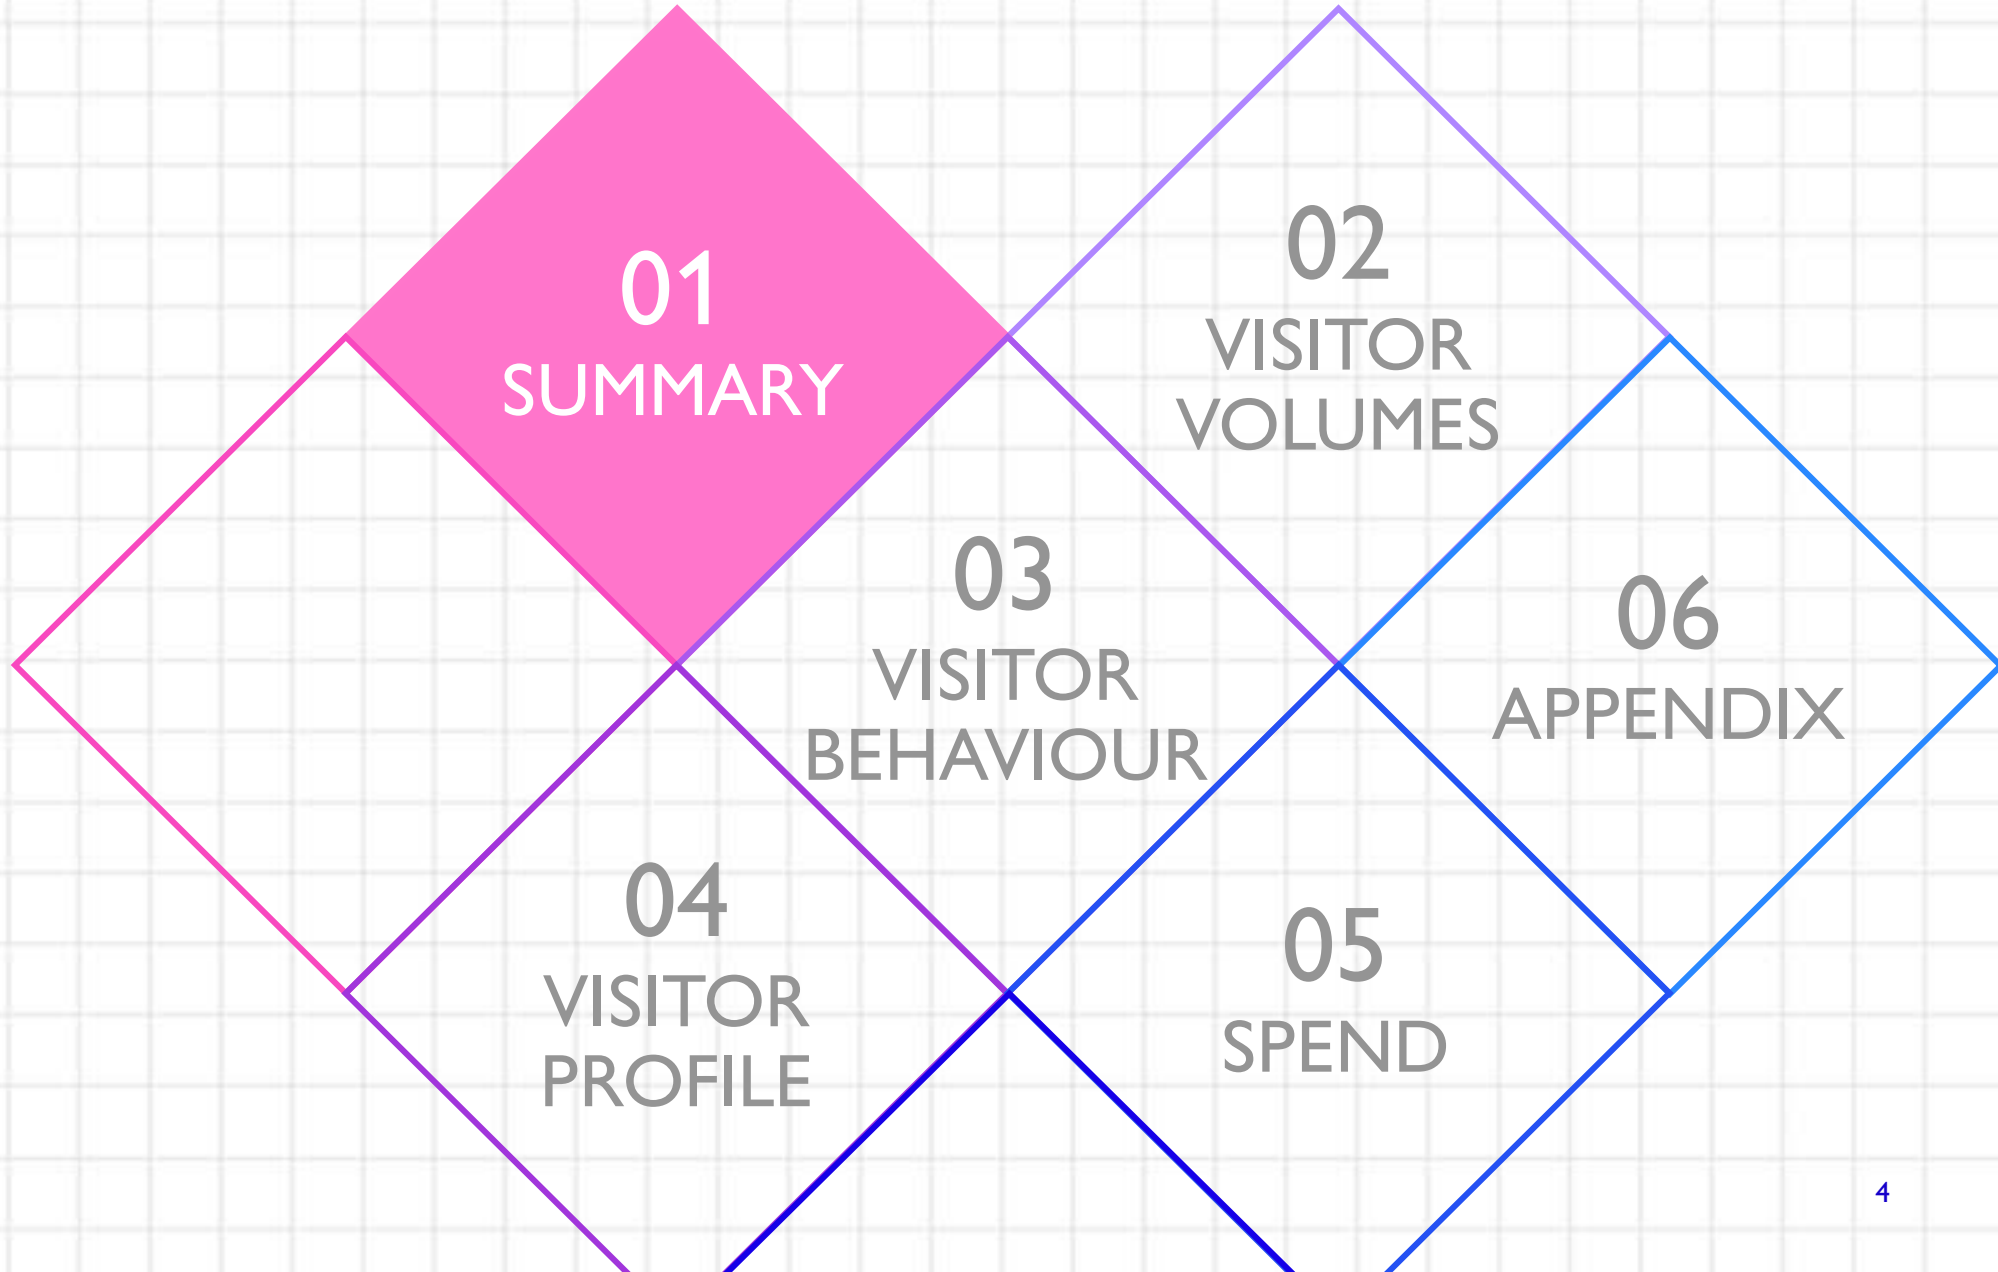 01
SUMMARY
02
VISITOR
VOLUMES
03
VISITOR
BEHAVIOUR
04
VISITOR
PROFILE
05
SPEND
06
APPENDIX
4